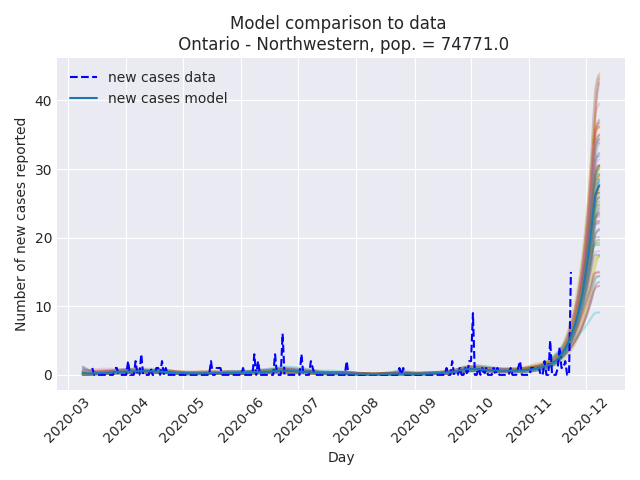 Model comparison to data
Ontario - Northwestern, pop. = 74771.0
new cases data
new cases model
Number of new cases reported
40
30
20
10
0
2020-03
2020-04
2020-05
2020-06
2020-07
2020-08
2020-09
2020-10
2020-11
2020-12
Day